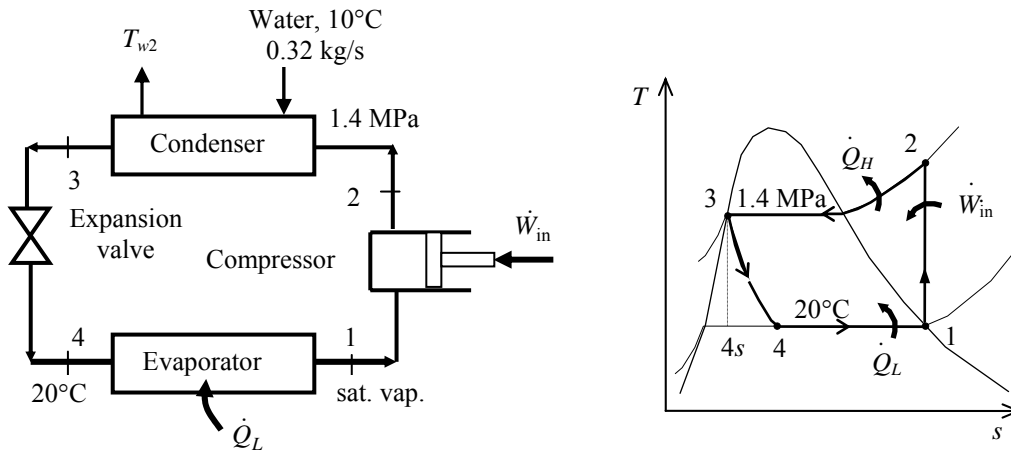 Water, 10°C
0.32 kg/s
T_w2
1.4 MPa
Condenser
3
2
Expansion
valve
Compressor
Ẇ_in
4
1
Evaporator
20°C
sat. vap.
Q̇_L
T
2
Q̇_H
3
1.4 MPa
Ẇ_in
20°C
4s
4
Q̇_L
1
s